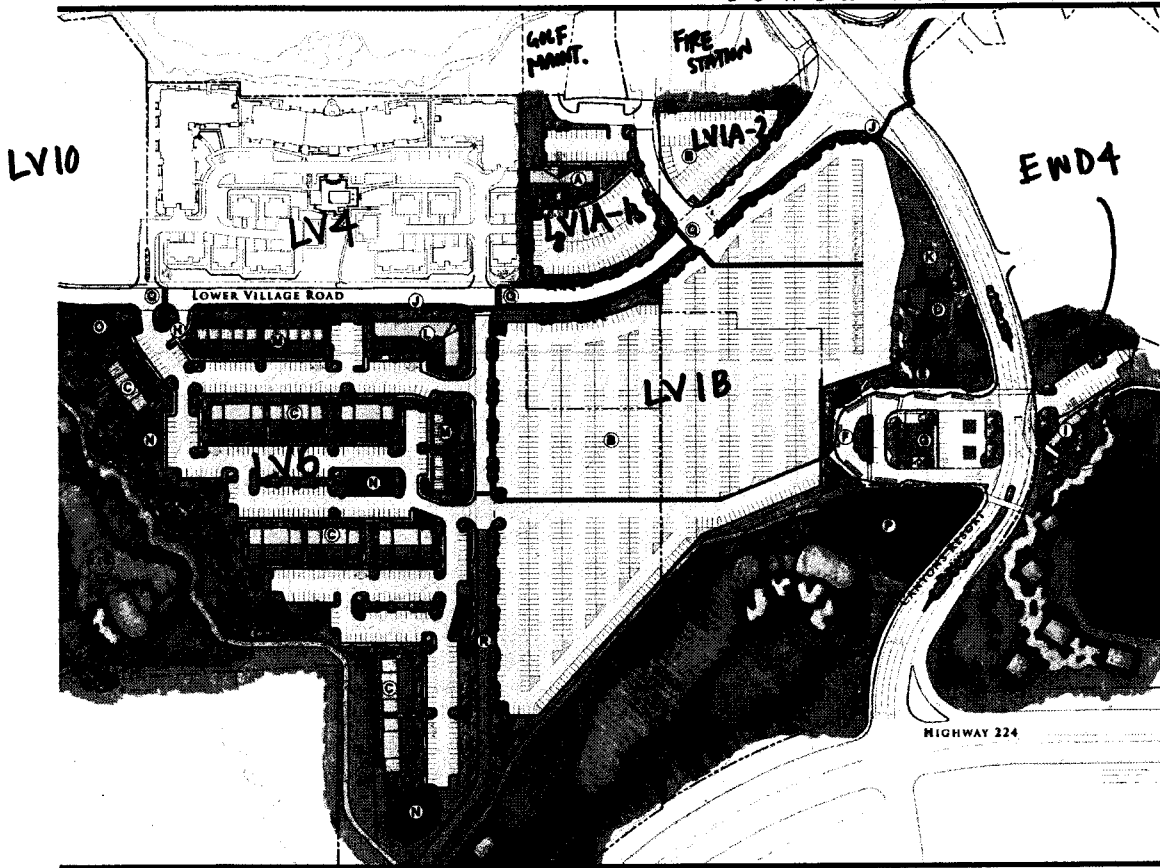 GOLF
MAINT.
FIRE
STATION
LV10
LV1A-2
J
EWD4
B
A
LV4
LV1A-1
Q
K
LOWER VILLAGE ROAD
J
Q
Q
N
M
L
C
C
LV1B
LV6
N
N
M
B
F
G
P
C
N
C
HIGHWAY 224
N